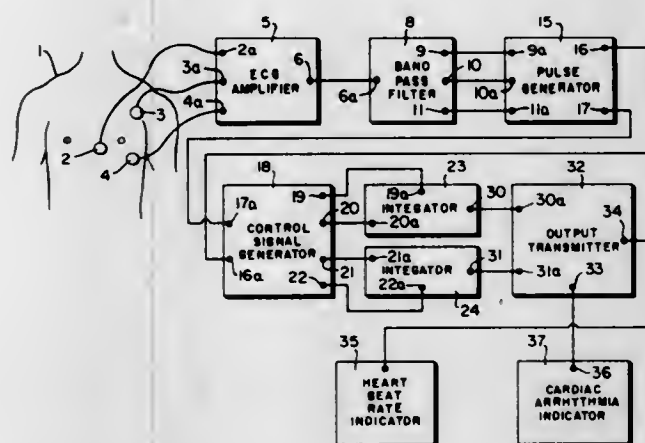 5
8
15
1
2a
9
9a
16
3a
ECG
AMPLIFIER
6
BAND
PASS
FILTER
10
PULSE
GENERATOR
4a
6a
10a
3
11
11a
17
2
4
18
23
32
19
19a
30
17a
INTEGATOR
30a
20
20a
34
CONTROL
SIGNAL
GENERATOR
OUTPUT
TRANSMITTER
21a
31
16a
21
INTEGATOR
31a
22
22a
33
24
35
37
36
HEART
BEAT
RATE
INDICATOR
CARDIAC
ARRHYTHMIA
INDICATOR